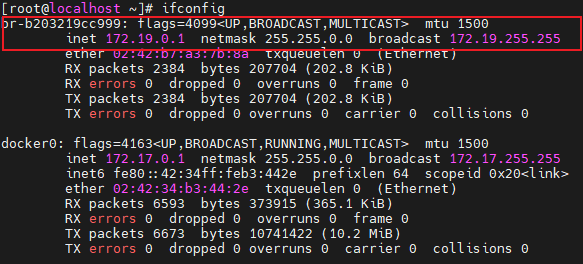 [root@localhost ~]# ifconfig
br-b203219cc999: flags=4099<UP,BROADCAST,MULTICAST>  mtu 1500
        inet 172.19.0.1  netmask 255.255.0.0  broadcast 172.19.255.255
        ether 02:42:b7:a3:7b:8a  txqueuelen 0  (Ethernet)
        RX packets 2384  bytes 207704 (202.8 KiB)
        RX errors 0  dropped 0  overruns 0  frame 0
        TX packets 2384  bytes 207704 (202.8 KiB)
        TX errors 0  dropped 0 overruns 0  carrier 0  collisions 0

docker0: flags=4163<UP,BROADCAST,RUNNING,MULTICAST>  mtu 1500
        inet 172.17.0.1  netmask 255.255.0.0  broadcast 172.17.255.255
        inet6 fe80::42:34ff:feb3:442e  prefixlen 64  scopeid 0x20<link>
        ether 02:42:34:b3:44:2e  txqueuelen 0  (Ethernet)
        RX packets 6593  bytes 373915 (365.1 KiB)
        RX errors 0  dropped 0  overruns 0  frame 0
        TX packets 6673  bytes 10741422 (10.2 MiB)
        TX errors 0  dropped 0 overruns 0  carrier 0  collisions 0